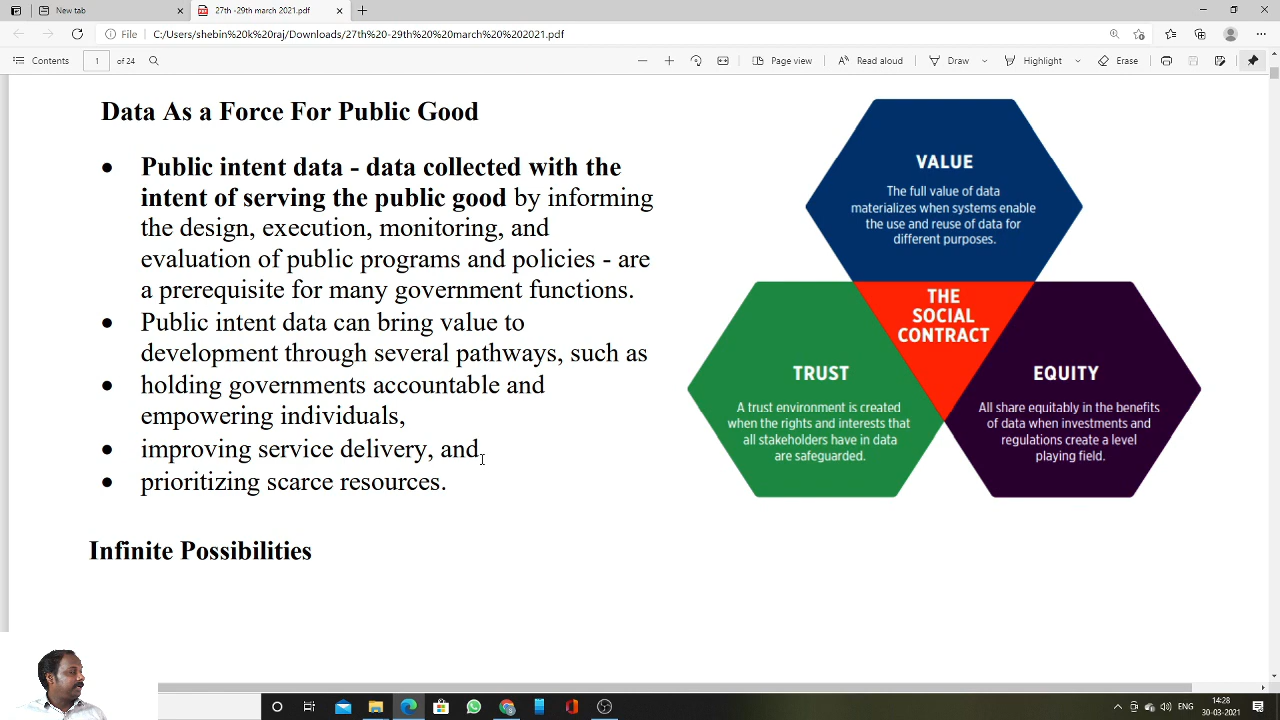 New Tab
27th -29th march 2021.pdf
File
C:/Users/shebin%20k%20raj/Downloads/27th%20-29th%20%20march%20%202021.pdf
Contents
1
of 24
Page view
Read aloud
Draw
Highlight
Erase
Data As a Force For Public Good
• Public intent data - data collected with the
intent of serving the public good by informing
the design, execution, monitoring, and
evaluation of public programs and policies - are
a prerequisite for many government functions.
• Public intent data can bring value to
development through several pathways, such as
• holding governments accountable and
empowering individuals,
• improving service delivery, and
• prioritizing scarce resources.
Infinite Possibilities
VALUE
The full value of data
materializes when systems enable
the use and reuse of data for
different purposes.
THE
SOCIAL
CONTRACT
TRUST
A trust environment is created
when the rights and interests that
all stakeholders have in data
are safeguarded.
EQUITY
All share equitably in the benefits
of data when investments and
regulations create a level
playing field.
ENG
14:28
30-03-2021